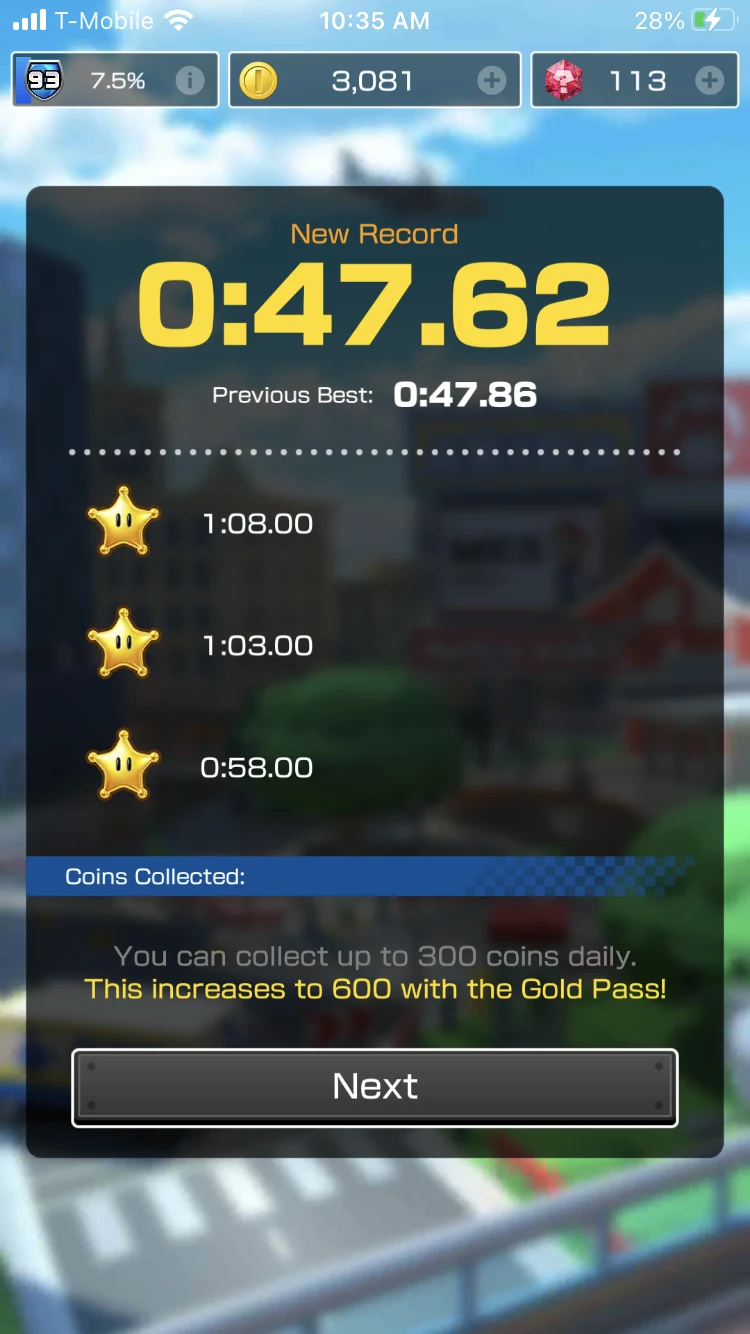 T-Mobile 10:35 AM 28%
93 7.5% i 3,081 + ? 113 +
New Record
0:47.62
Previous Best: 0:47.86
1:08.00
1:03.00
0:58.00
Coins Collected:
You can collect up to 300 coins daily.
This increases to 600 with the Gold Pass!
Next